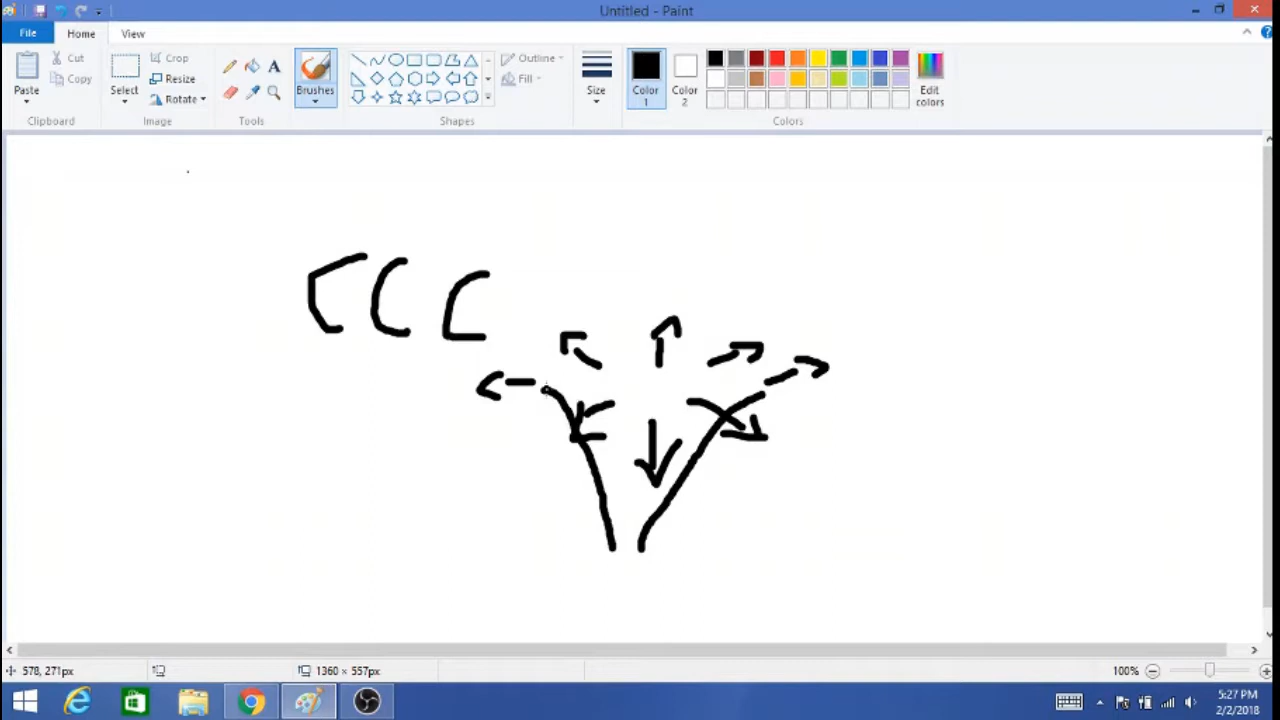 Untitled - Paint
File Home View
Paste Cut Copy Select Crop Resize Rotate Brushes Outline Fill Size Color 1 Color 2 Edit colors
Clipboard Image Tools Shapes Colors
CCC
578, 271px 1360 × 557px 100%
5:27 PM
2/2/2018